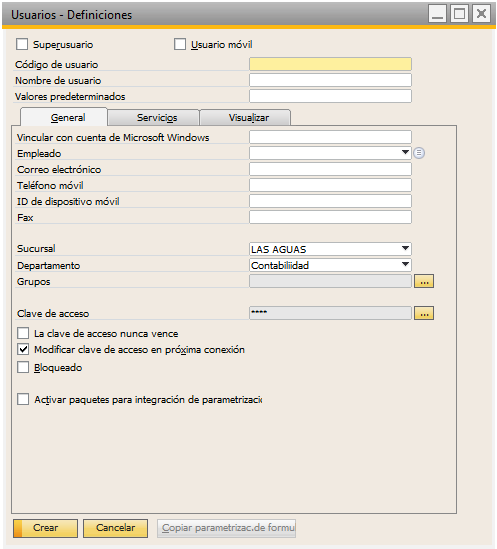 Usuarios - Definiciones
Superusuario Usuario móvil
Código de usuario
Nombre de usuario
Valores predeterminados
General Servicios Visualizar
Vincular con cuenta de Microsoft Windows
Empleado
Correo electrónico
Teléfono móvil
ID de dispositivo móvil
Fax
Sucursal LAS AGUAS
Departamento Contabiliidad
Grupos ...
Clave de acceso ****
La clave de acceso nunca vence
Modificar clave de acceso en próxima conexión
Bloqueado
Activar paquetes para integración de parametrizacic
Crear Cancelar Copiar parametrizac.de formu